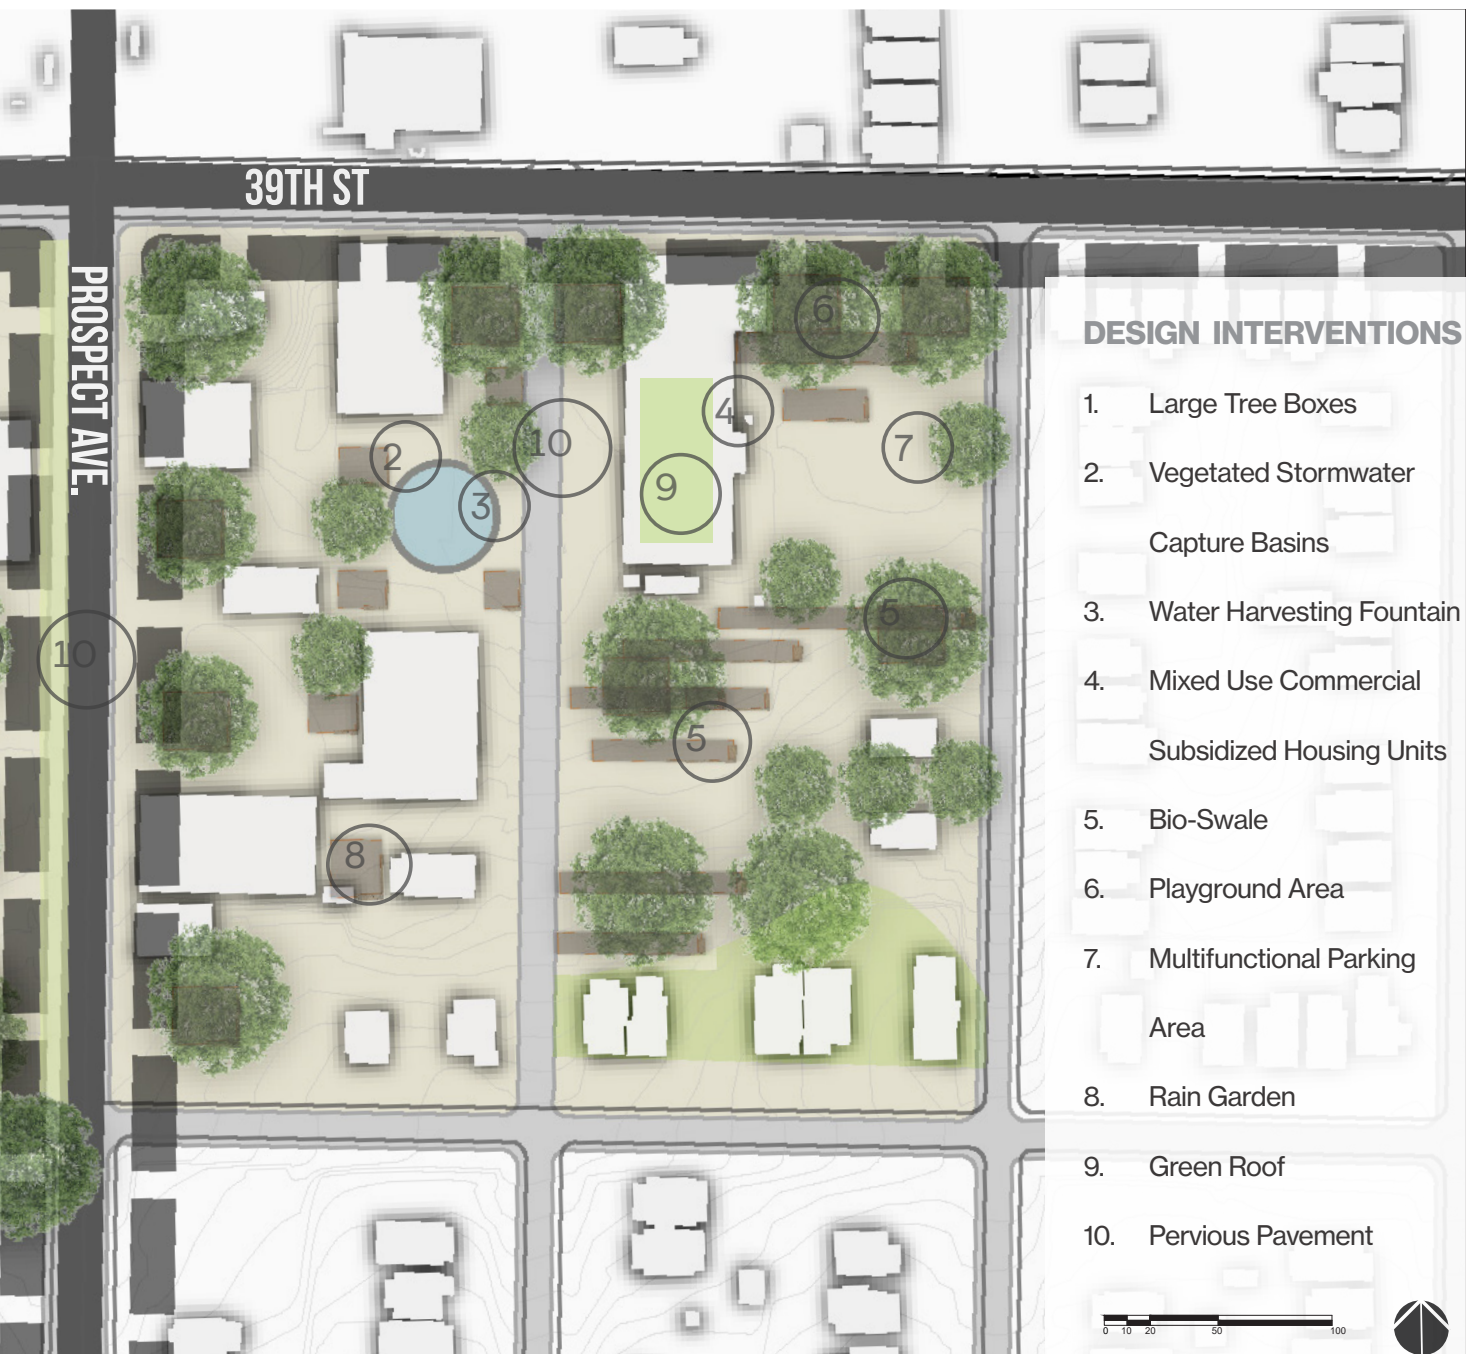 39TH ST
PROSPECT AVE.
6
4
10
2
7
9
3
5
10
5
8
DESIGN INTERVENTIONS
1. Large Tree Boxes
2. Vegetated Stormwater
Capture Basins
3. Water Harvesting Fountain
4. Mixed Use Commercial
Subsidized Housing Units
5. Bio-Swale
6. Playground Area
7. Multifunctional Parking
Area
8. Rain Garden
9. Green Roof
10. Pervious Pavement
0 10 20 50 100